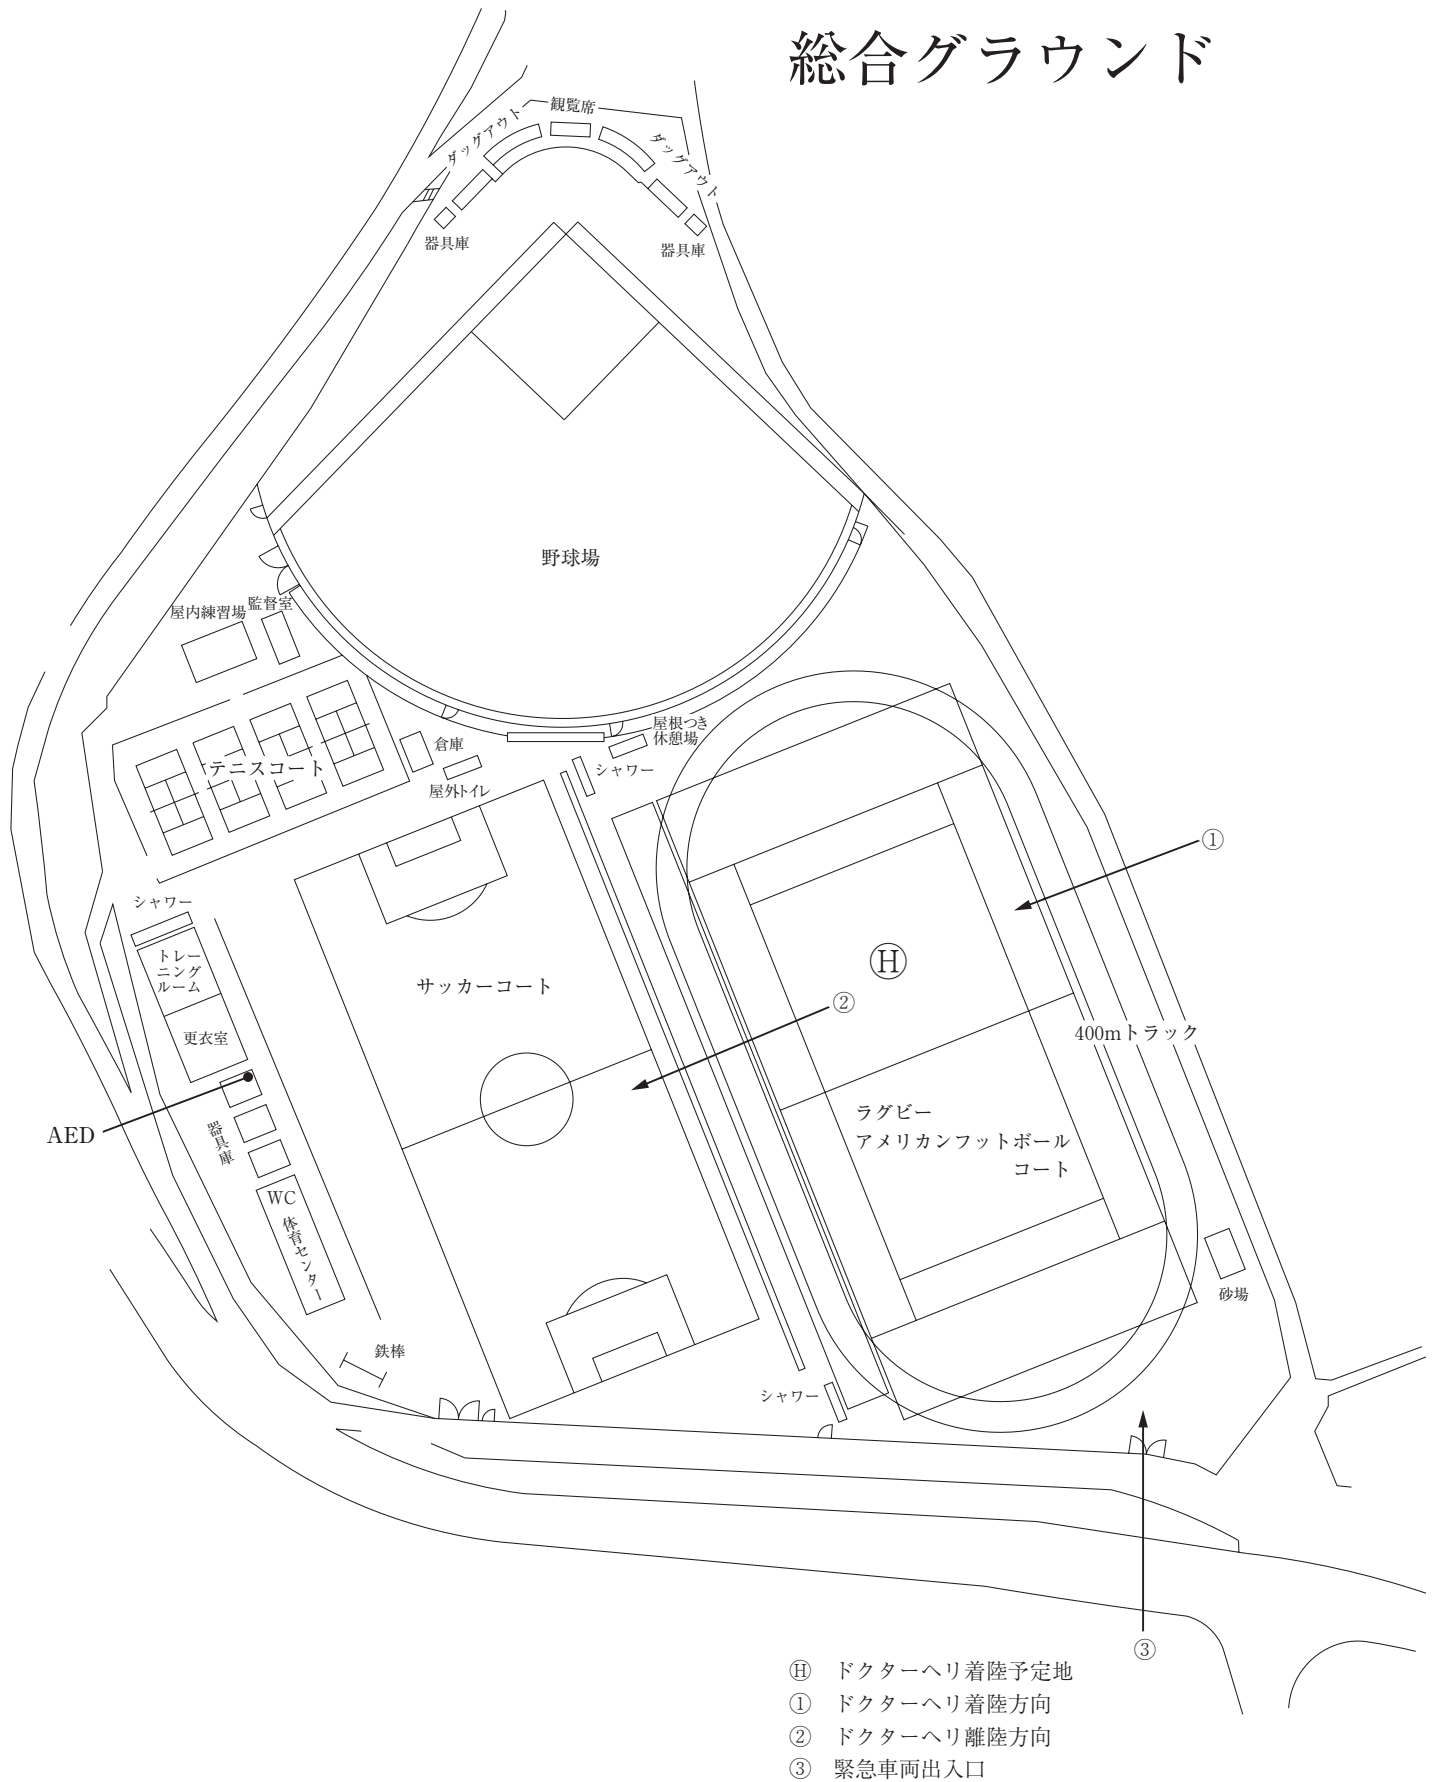 総合グラウンド
観覧席
ダッグアウト
ダッグアウト
器具庫
器具庫
野球場
屋内練習場
監督室
屋根つき
休憩場
倉庫
シャワー
テニスコート
屋外トイレ
①
シャワー
トレー
ニング
ルーム
サッカーコート
Ⓗ
②
更衣室
400mトラック
AED
器具庫
ラグビー
アメリカンフットボール
コート
WC
体育センター
砂場
鉄棒
シャワー
③
Ⓗ ドクターヘリ着陸予定地
① ドクターヘリ着陸方向
② ドクターヘリ離陸方向
③ 緊急車両出入口